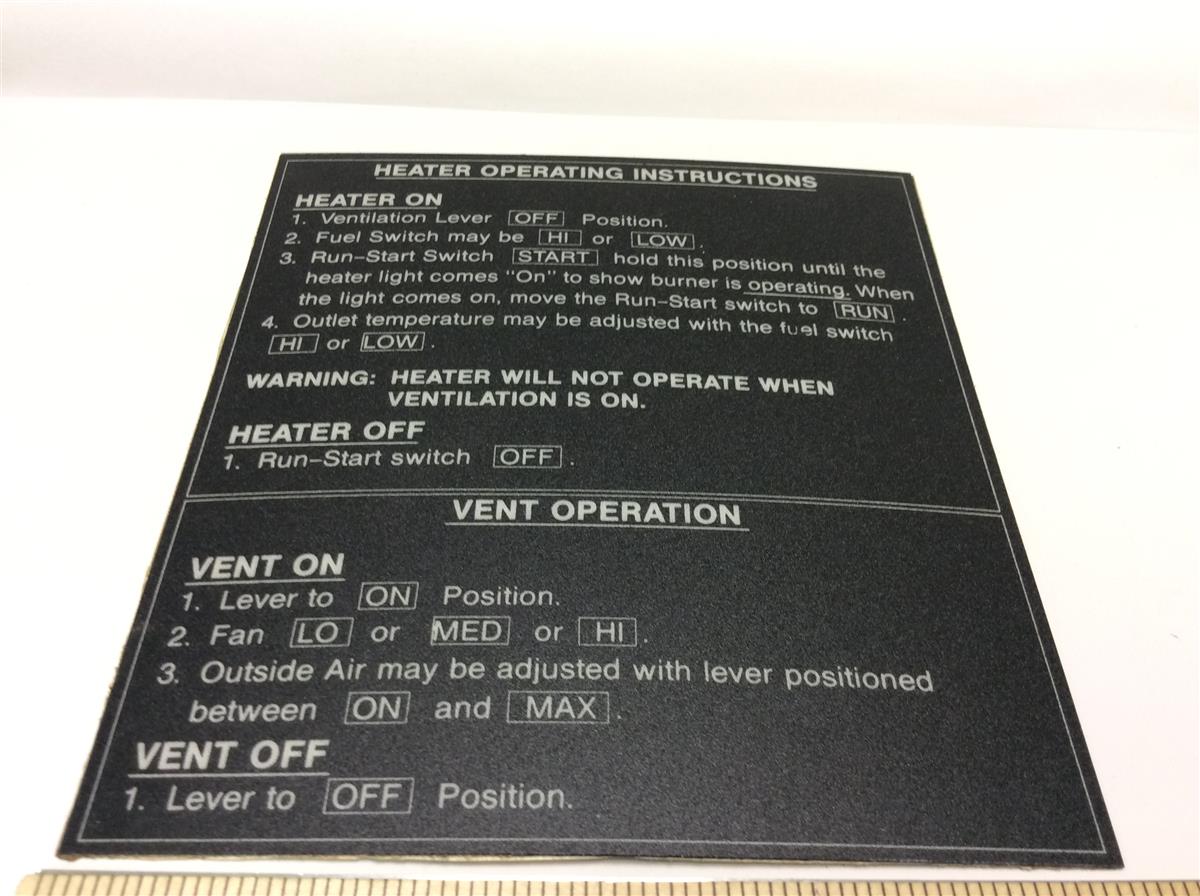 HEATER OPERATING INSTRUCTIONS
HEATER ON
1. Ventilation Lever OFF Position.
2. Fuel Switch may be HI or LOW.
3. Run-Start Switch START hold this position until the
heater light comes "On" to show burner is operating. When
the light comes on, move the Run-Start switch to RUN.
4. Outlet temperature may be adjusted with the fuel switch
HI or LOW.
WARNING: HEATER WILL NOT OPERATE WHEN
VENTILATION IS ON.
HEATER OFF
1. Run-Start switch OFF.
VENT OPERATION
VENT ON
1. Lever to ON Position.
2. Fan LO or MED or HI.
3. Outside Air may be adjusted with lever positioned
between ON and MAX.
VENT OFF
1. Lever to OFF Position.